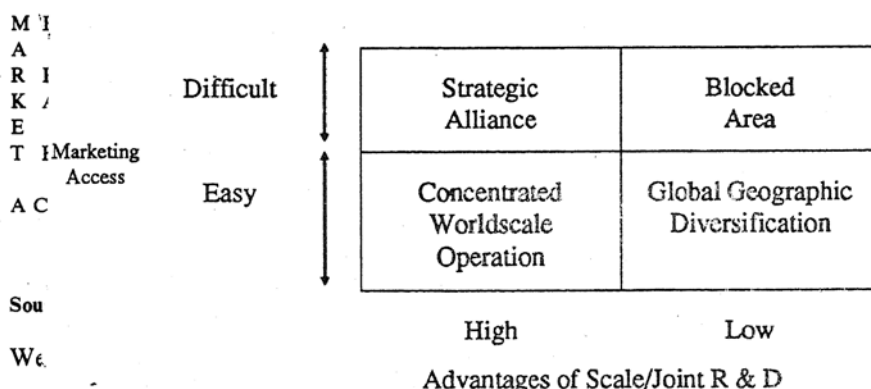 M
A
R
K
E
T
A C
Marketing
Access
Difficult
Easy
Strategic
Alliance
Blocked
Area
Concentrated
Worldscale
Operation
Global Geographic
Diversification
High
Low
Advantages of Scale/Joint R & D
Sou
We